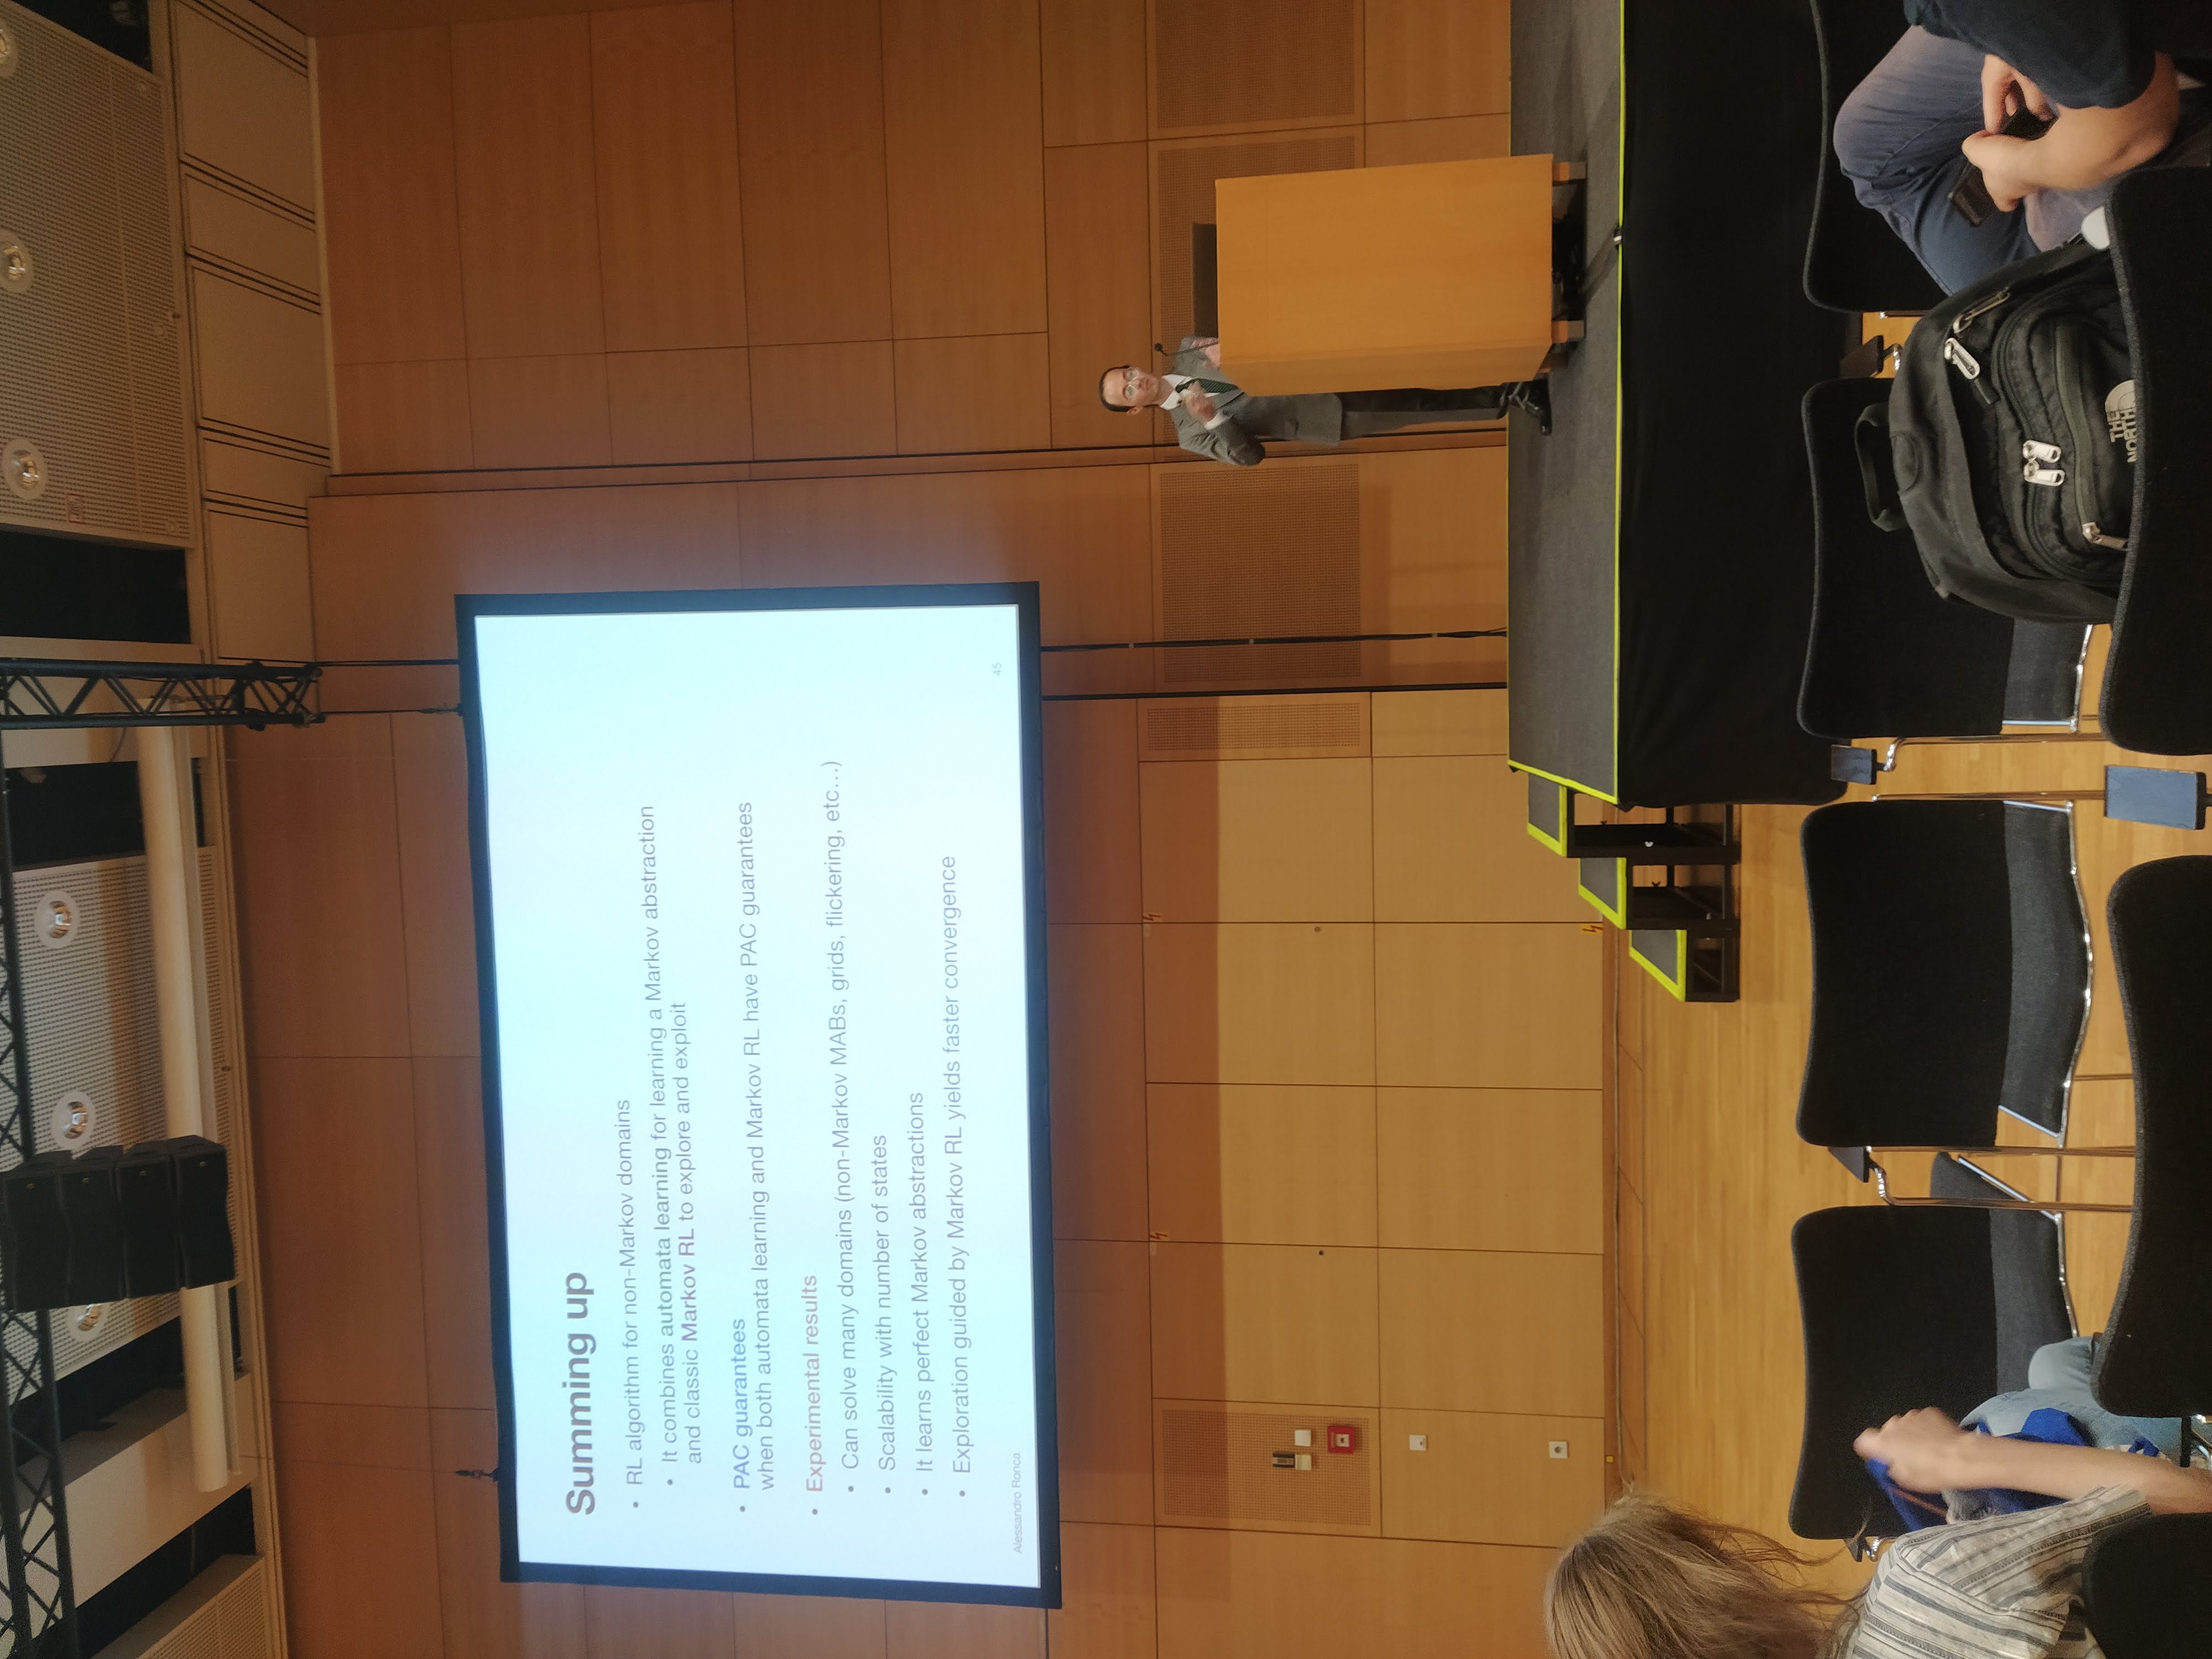 Summing up
• RL algorithm for non-Markov domains
• It combines automata learning for learning a Markov abstraction
and classic Markov RL to explore and exploit
• PAC guarantees
when both automata learning and Markov RL have PAC guarantees
• Experimental results
• Can solve many domains (non-Markov MABs, grids, flickering, etc…)
• Scalability with number of states
• It learns perfect Markov abstractions
• Exploration guided by Markov RL yields faster convergence
Alessandro Ronca
45
THE
NORTH